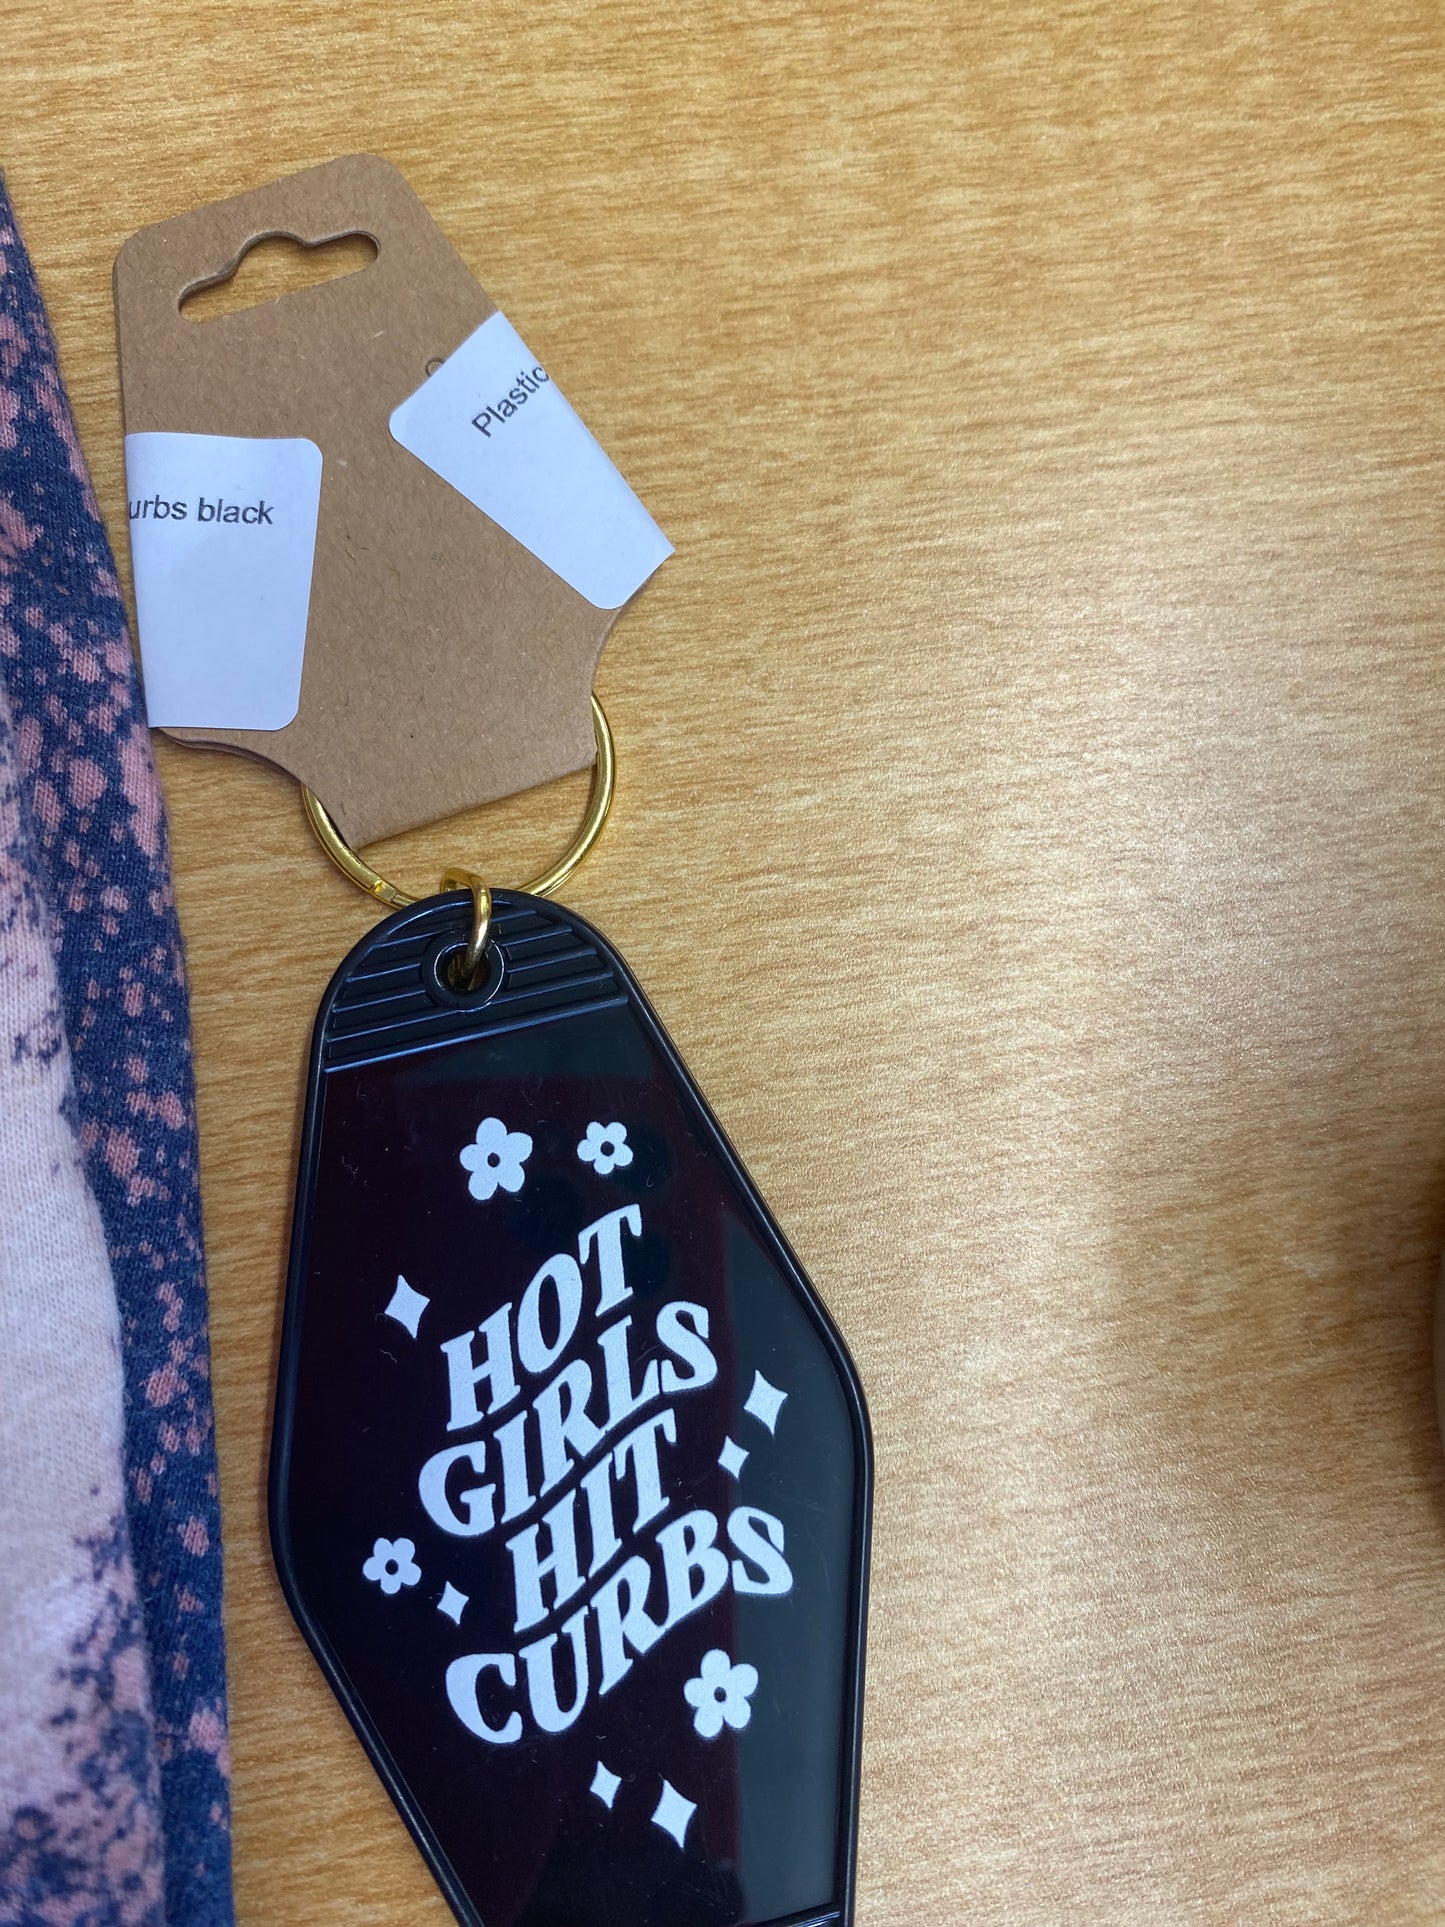 Plastic
urbs black
HOT
GIRLS
HIT
CURBS